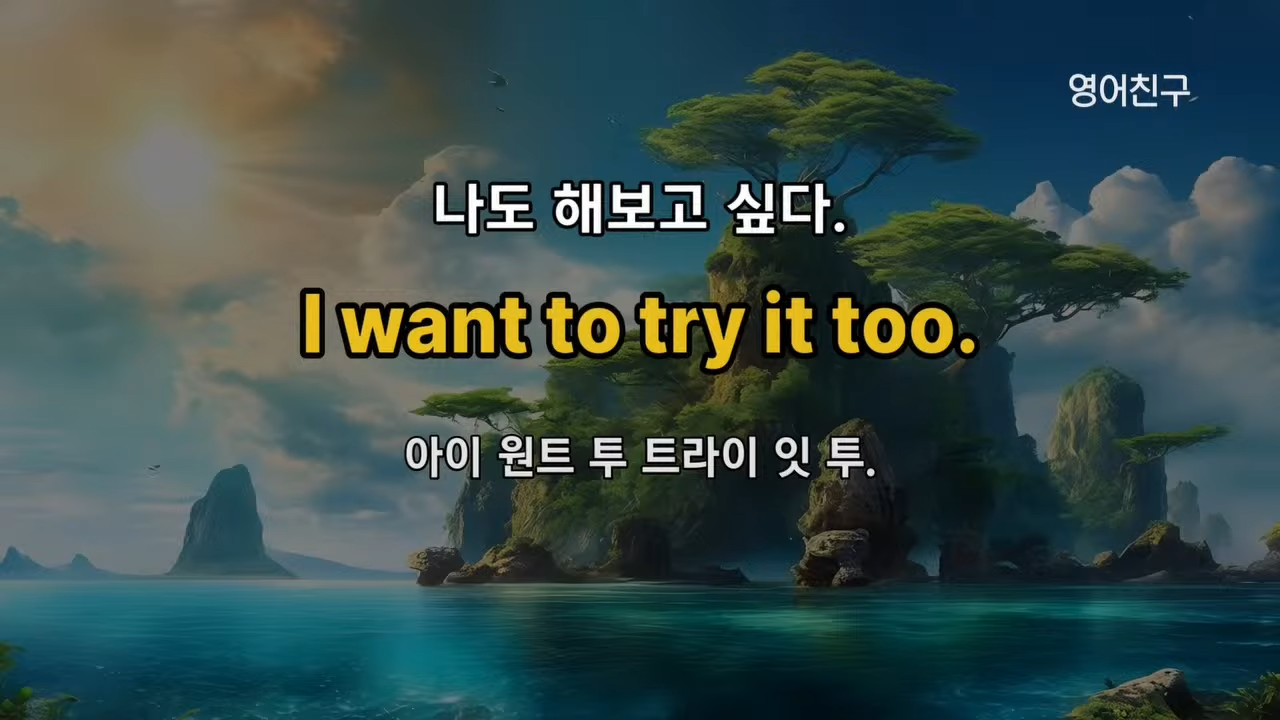 영어친구
나도 해보고 싶다.
I want to try it too.
아이 원트 투 트라이 잇 투.